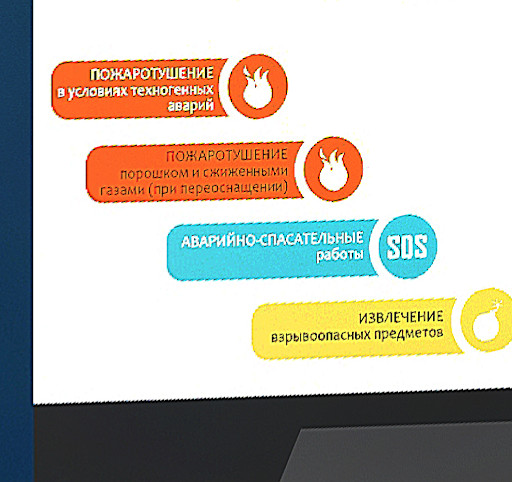 ПОЖАРОТУШЕНИЕ
в условиях техногенных
аварий
ПОЖАРОТУШЕНИЕ
порошком и сжиженными
газами (при переоснащении)
АВАРИЙНО-СПАСАТЕЛЬНЫЕ
работы
SOS
ИЗВЛЕЧЕНИЕ
взрывоопасных предметов